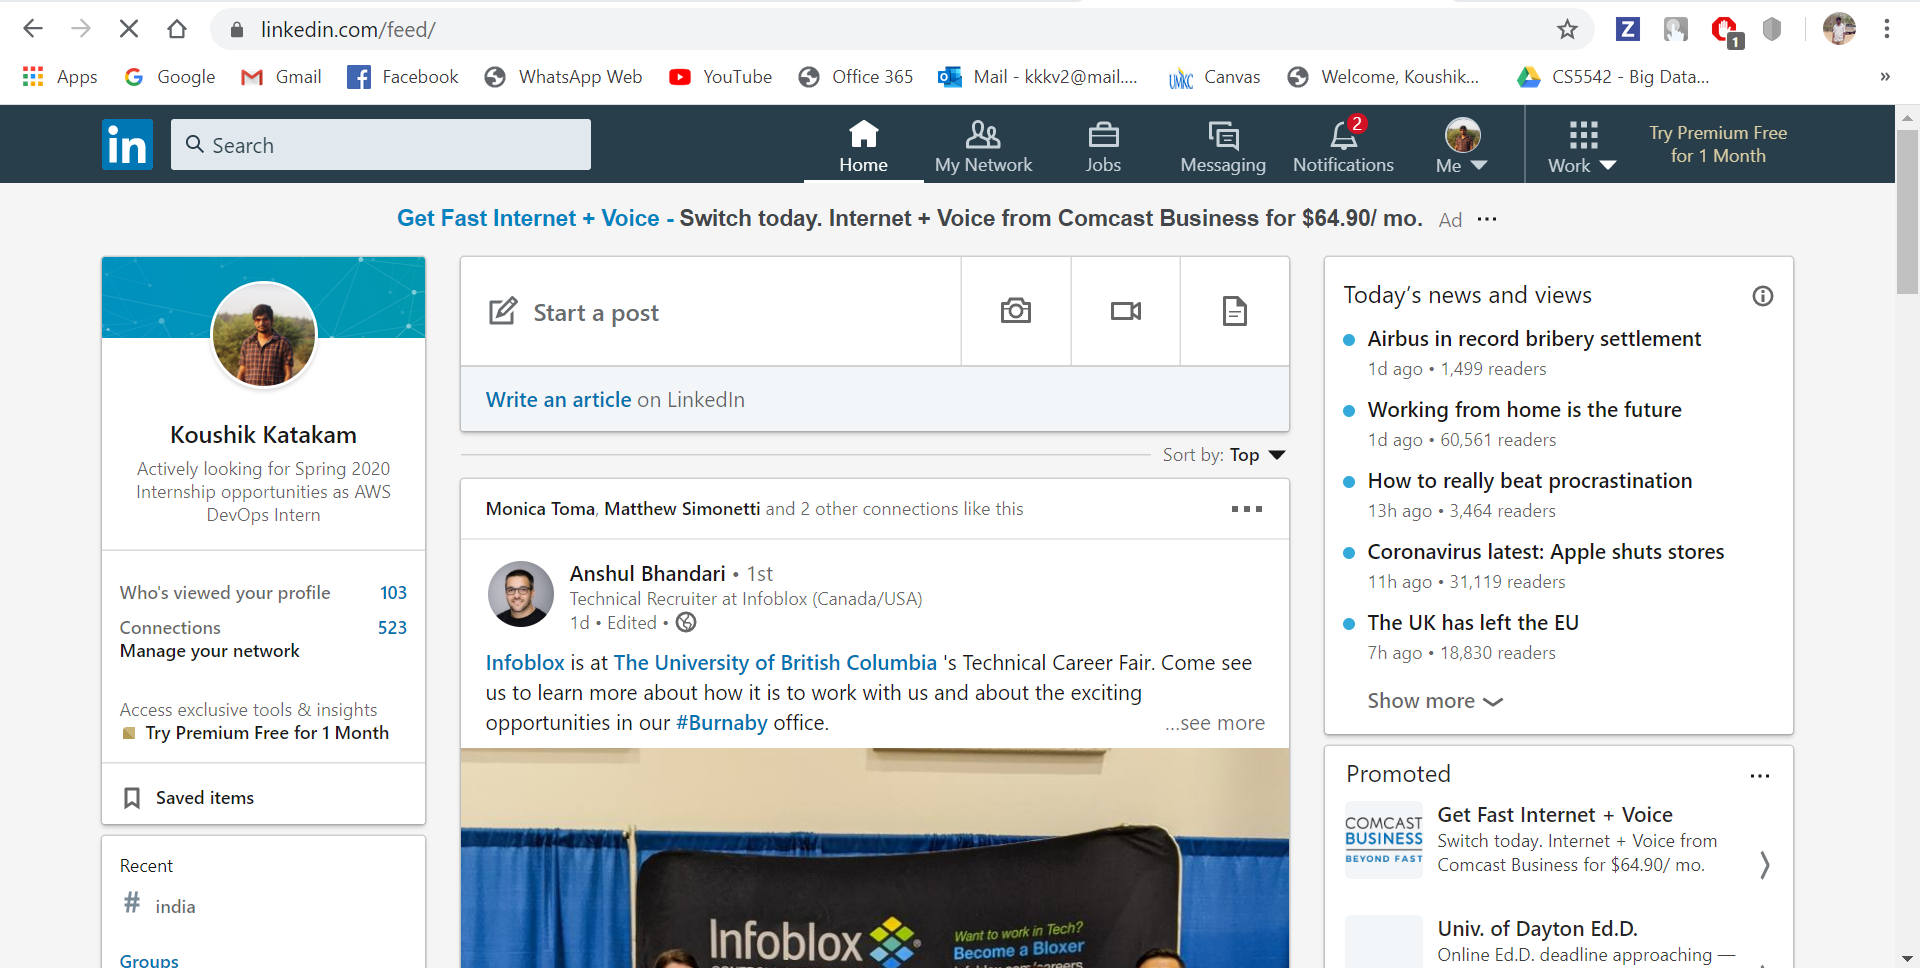 linkedin.com/feed/
1
Apps
Google
Gmail
Facebook
WhatsApp Web
YouTube
Office 365
Mail - kkkv2@mail....
UMKC
Canvas
Welcome, Koushik...
CS5542 - Big Data...
»
in
Search
Home
My Network
Jobs
Messaging
2
Notifications
Me
Work
Try Premium Free
for 1 Month
Get Fast Internet + Voice - Switch today. Internet + Voice from Comcast Business for $64.90/ mo. Ad ...
Koushik Katakam
Actively looking for Spring 2020
Internship opportunities as AWS
DevOps Intern
Who's viewed your profile 103
Connections 523
Manage your network
Access exclusive tools & insights
Try Premium Free for 1 Month
Saved items
Recent
# india
Groups
Start a post
Write an article on LinkedIn
Sort by: Top
Monica Toma, Matthew Simonetti and 2 other connections like this
Anshul Bhandari • 1st
Technical Recruiter at Infoblox (Canada/USA)
1d • Edited •
Infoblox is at The University of British Columbia 's Technical Career Fair. Come see
us to learn more about how it is to work with us and about the exciting
opportunities in our #Burnaby office. ...see more
Infoblox
Want to work in Tech?
Become a Bloxer
Today's news and views
Airbus in record bribery settlement
1d ago • 1,499 readers
Working from home is the future
1d ago • 60,561 readers
How to really beat procrastination
13h ago • 3,464 readers
Coronavirus latest: Apple shuts stores
11h ago • 31,119 readers
The UK has left the EU
7h ago • 18,830 readers
Show more
Promoted
COMCAST
BUSINESS
BEYOND FAST
Get Fast Internet + Voice
Switch today. Internet + Voice from
Comcast Business for $64.90/ mo.
Univ. of Dayton Ed.D.
Online Ed.D. deadline approaching —